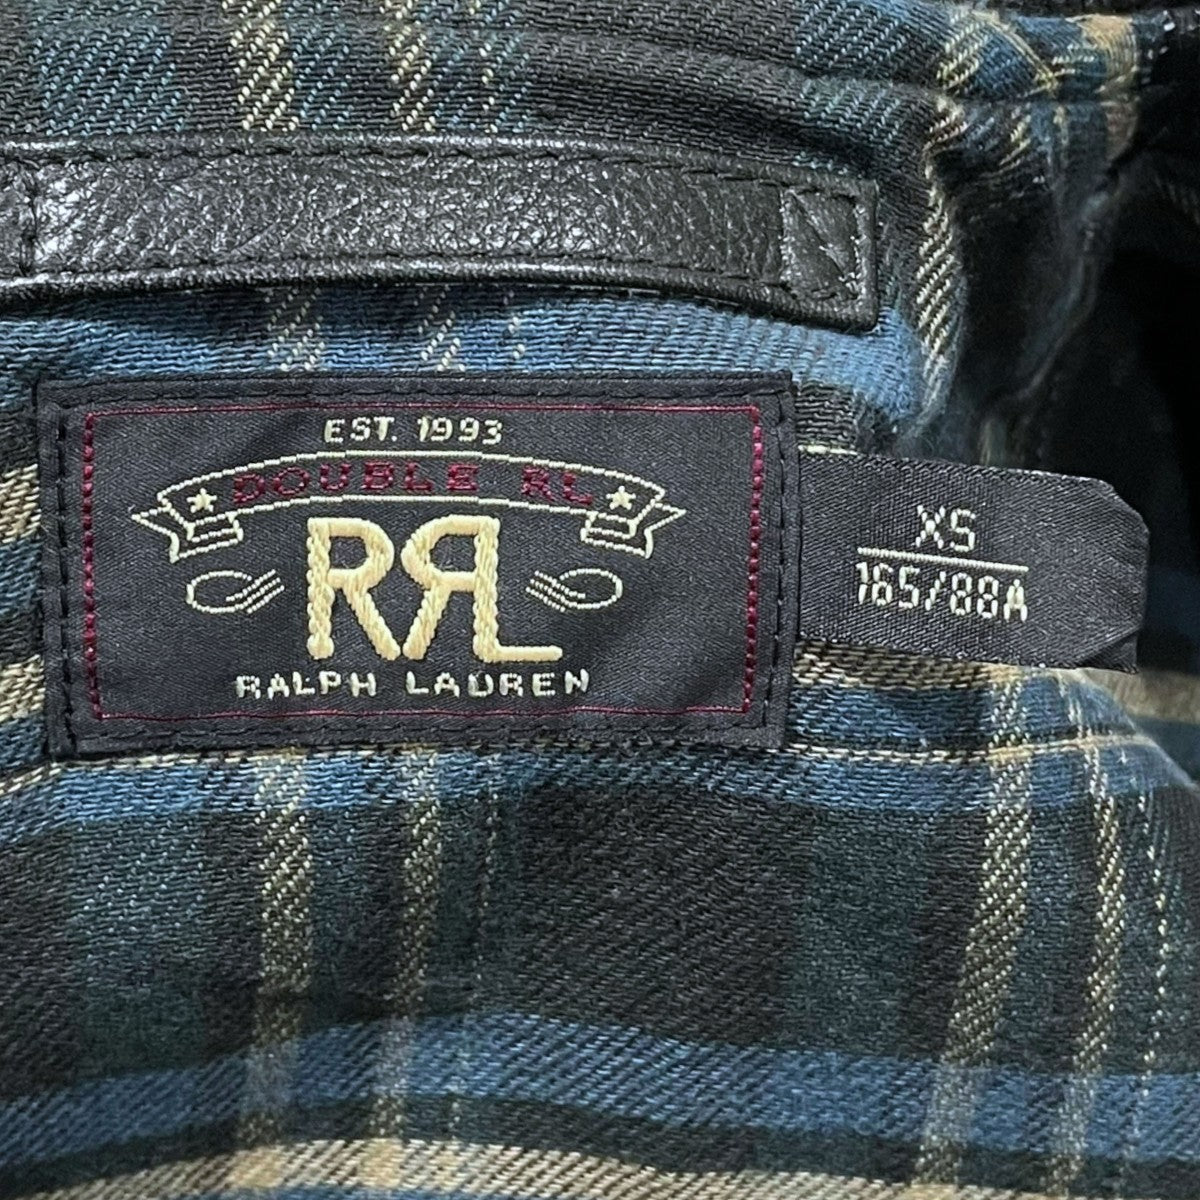 EST. 1993
DOUBLE RL
RRL
RALPH LAUREN
XS
165/88A